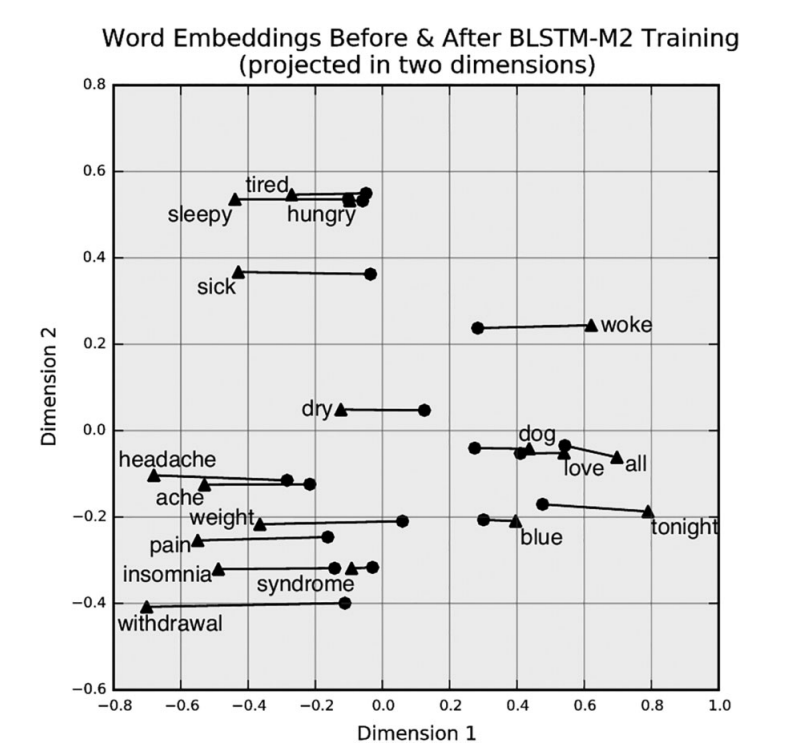 Word Embeddings Before & After BLSTM-M2 Training
(projected in two dimensions)
0.8
0.6
0.4
0.2
0.0
−0.2
−0.4
−0.6
Dimension 2
tired
sleepy
hungry
sick
woke
dry
dog
love
all
headache
ache
weight
tonight
blue
pain
insomnia
syndrome
withdrawal
−0.8
−0.6
−0.4
−0.2
0.0
0.2
0.4
0.6
0.8
1.0
Dimension 1